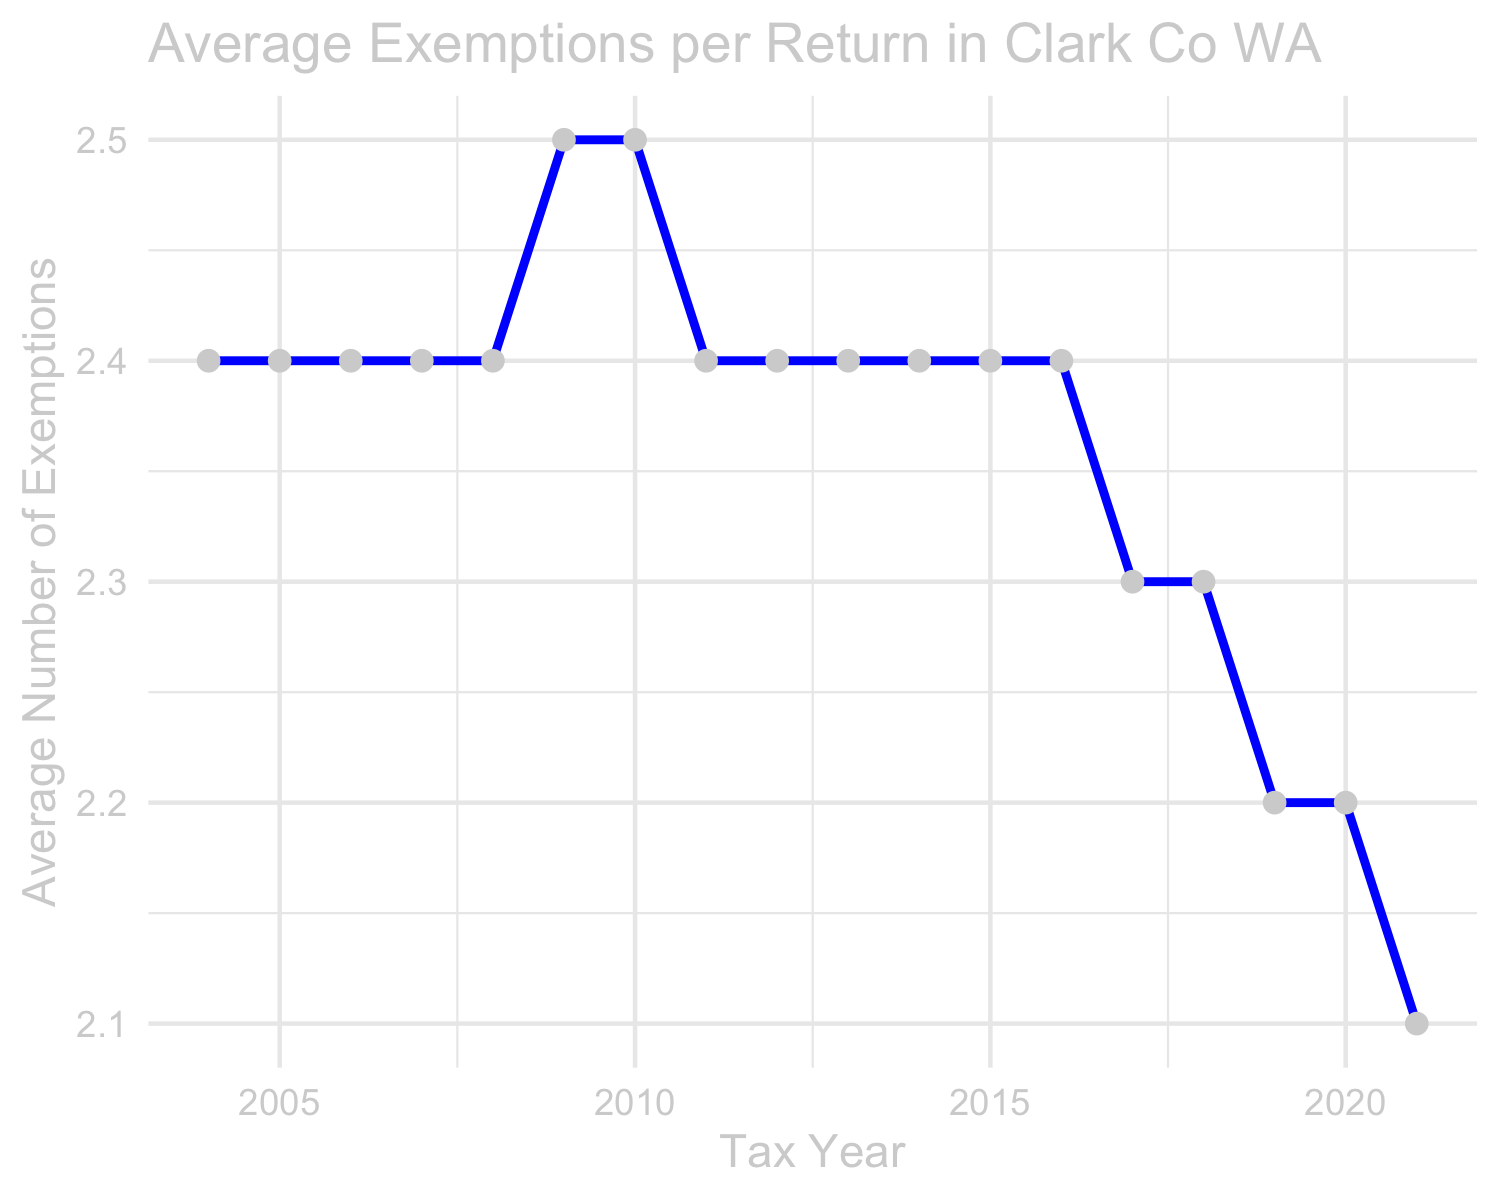 Average Exemptions per Return in Clark Co WA
Average Number of Exemptions
2.5
2.4
2.3
2.2
2.1
2005 2010 2015 2020
Tax Year